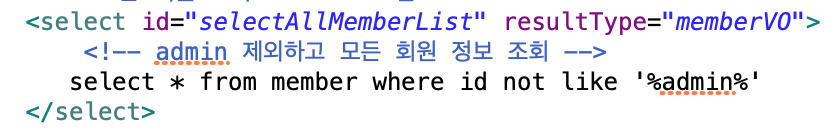 <select id="selectAllMemberList" resultType="memberVO">
<!-- admin 제외하고 모든 회원 정보 조회 -->
select * from member where id not like '%admin%'
</select>